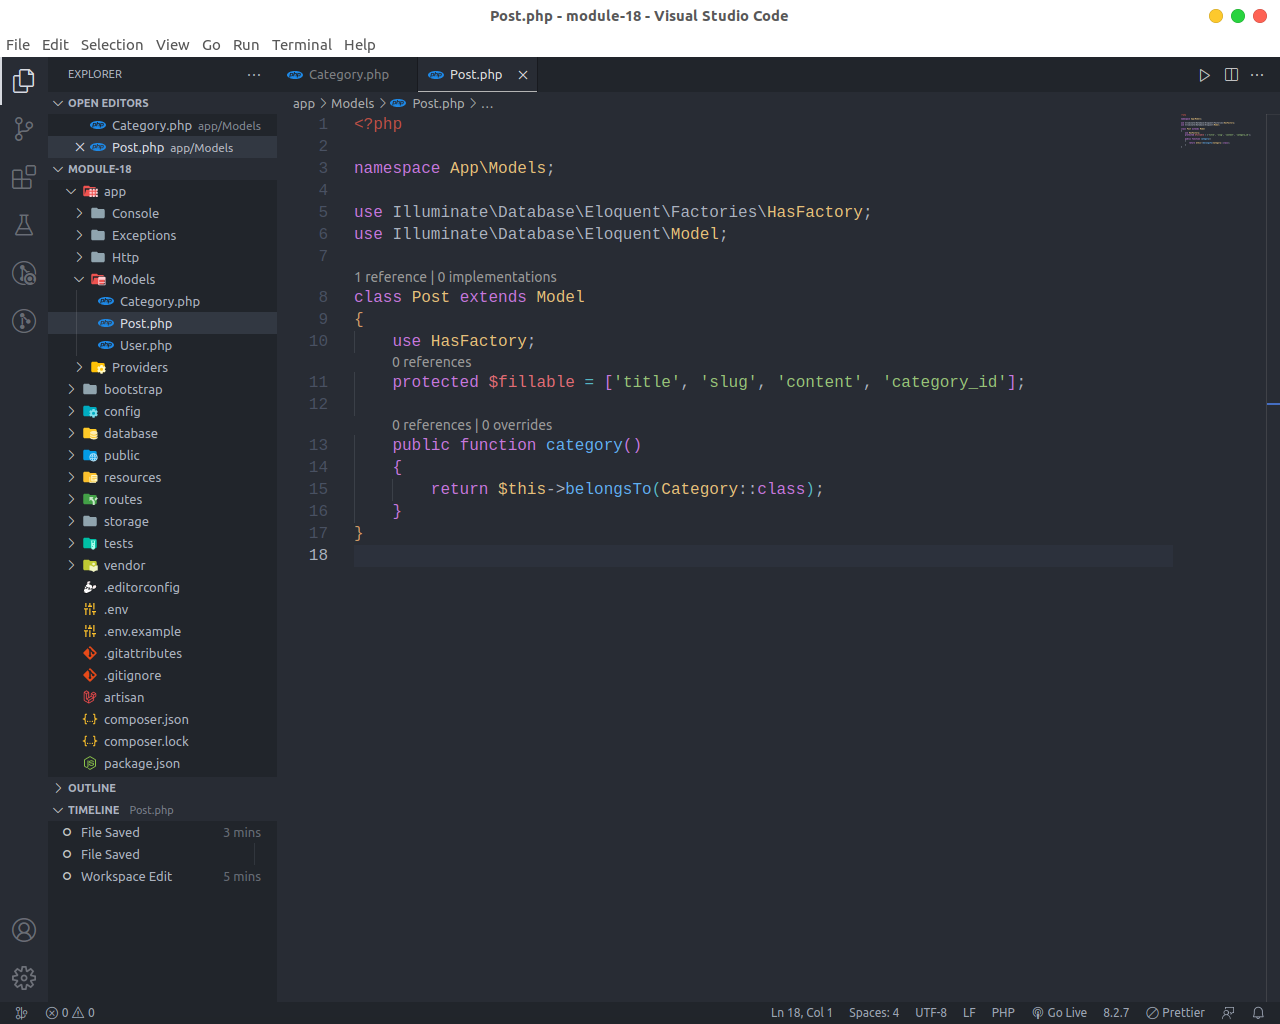 Post.php - module-18 - Visual Studio Code
File Edit Selection View Go Run Terminal Help
EXPLORER
OPEN EDITORS
Category.php app/Models
Post.php app/Models
MODULE-18
app
Console
Exceptions
Http
Models
Category.php
Post.php
User.php
Providers
bootstrap
config
database
public
resources
routes
storage
tests
vendor
.editorconfig
.env
.env.example
.gitattributes
.gitignore
artisan
composer.json
composer.lock
package.json
OUTLINE
TIMELINE Post.php
File Saved 3 mins
File Saved
Workspace Edit 5 mins
Category.php Post.php
app > Models > Post.php > ...
1 <?php
2
3 namespace App\Models;
4
5 use Illuminate\Database\Eloquent\Factories\HasFactory;
6 use Illuminate\Database\Eloquent\Model;
7
1 reference | 0 implementations
8 class Post extends Model
9 {
10 use HasFactory;
0 references
11 protected $fillable = ['title', 'slug', 'content', 'category_id'];
12
0 references | 0 overrides
13 public function category()
14 {
15 return $this->belongsTo(Category::class);
16 }
17 }
18
0 0 Ln 18, Col 1 Spaces: 4 UTF-8 LF PHP Go Live 8.2.7 Prettier